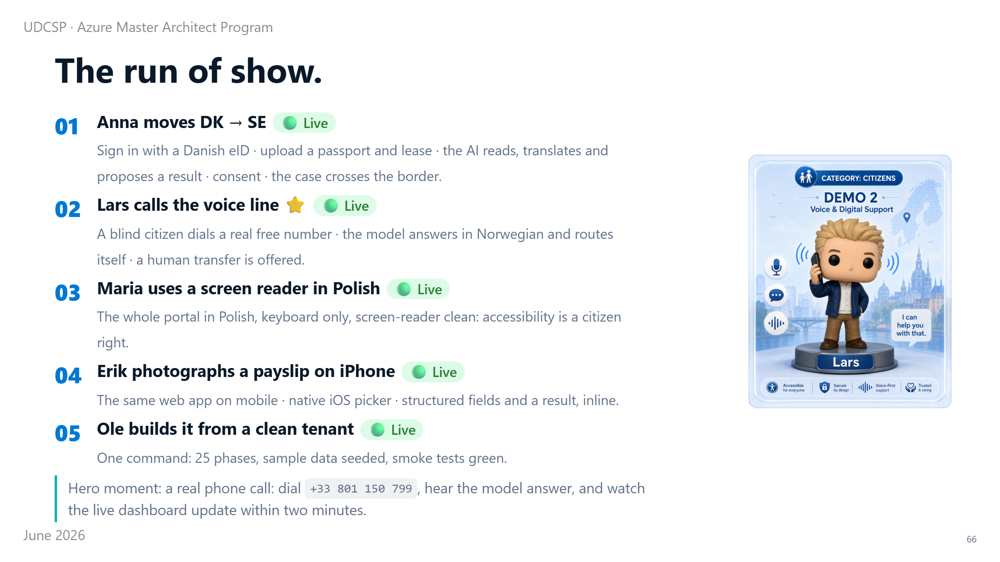 UDCSP · Azure Master Architect Program
The run of show.
01
Anna moves DK → SE
Live
Sign in with a Danish eID · upload a passport and lease · the AI reads, translates and
proposes a result · consent · the case crosses the border.
02
Lars calls the voice line ⭐
Live
A blind citizen dials a real free number · the model answers in Norwegian and routes
itself · a human transfer is offered.
03
Maria uses a screen reader in Polish
Live
The whole portal in Polish, keyboard only, screen-reader clean: accessibility is a citizen
right.
04
Erik photographs a payslip on iPhone
Live
The same web app on mobile · native iOS picker · structured fields and a result, inline.
05
Ole builds it from a clean tenant
Live
One command: 25 phases, sample data seeded, smoke tests green.
Hero moment: a real phone call: dial +33 801 150 799, hear the model answer, and watch
the live dashboard update within two minutes.
CATEGORY: CITIZENS
DEMO 2
Voice & Digital Support
I can
help you
with that.
Lars
Accessible
for everyone
Secure
by design
Voice-First
support
Trusted
& caring
June 2026
66